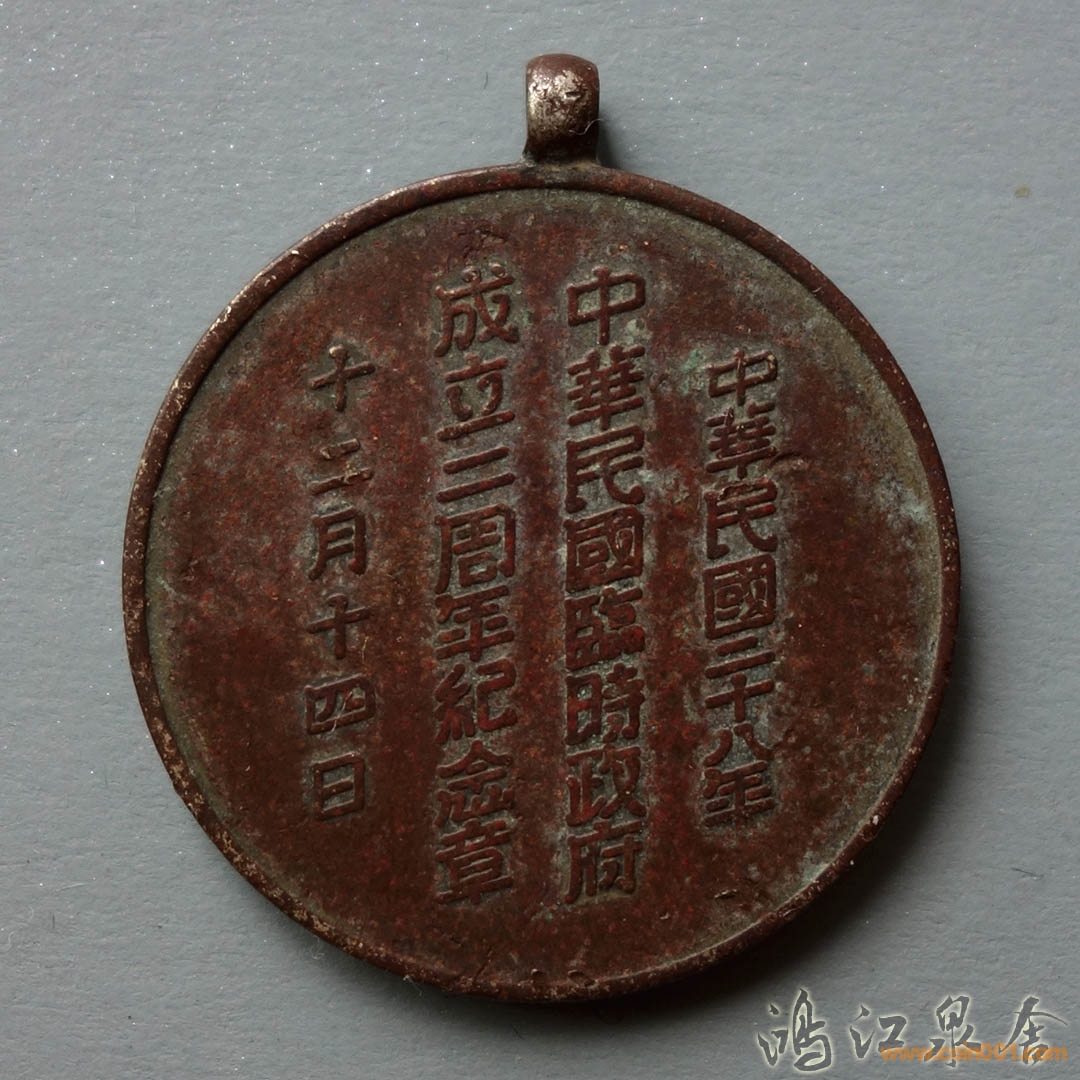 中華民國二十八年
中華民國臨時政府
成立二周年紀念章
十二月十四日
鸿江泉舍